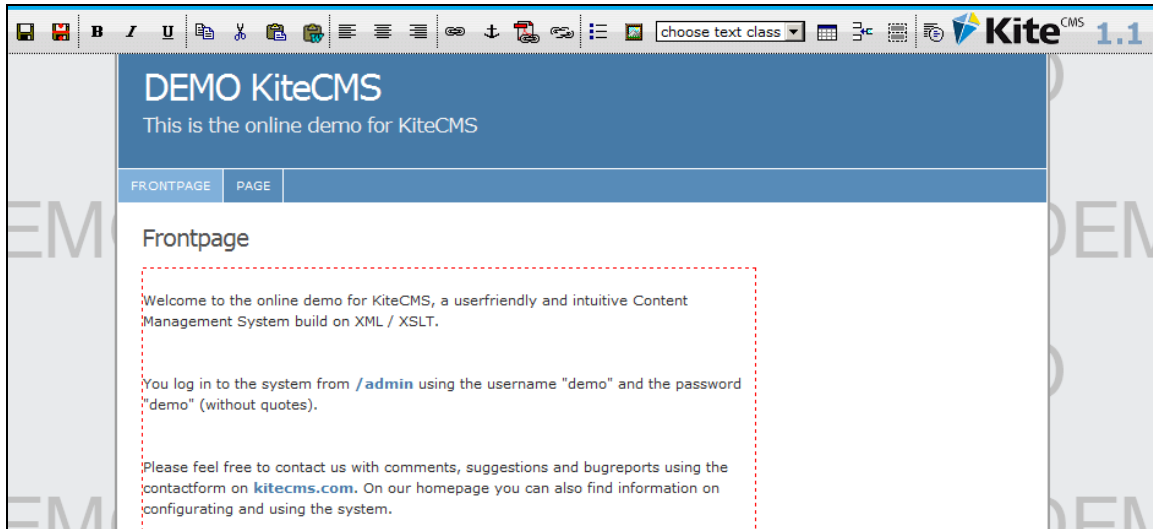 B I U choose text class Kite CMS 1.1
DEMO KiteCMS
This is the online demo for KiteCMS
FRONTPAGE PAGE
Frontpage
Welcome to the online demo for KiteCMS, a userfriendly and intuitive Content
Management System build on XML / XSLT.
You log in to the system from /admin using the username "demo" and the password
"demo" (without quotes).
Please feel free to contact us with comments, suggestions and bugreports using the
contactform on kitecms.com. On our homepage you can also find information on
configurating and using the system.